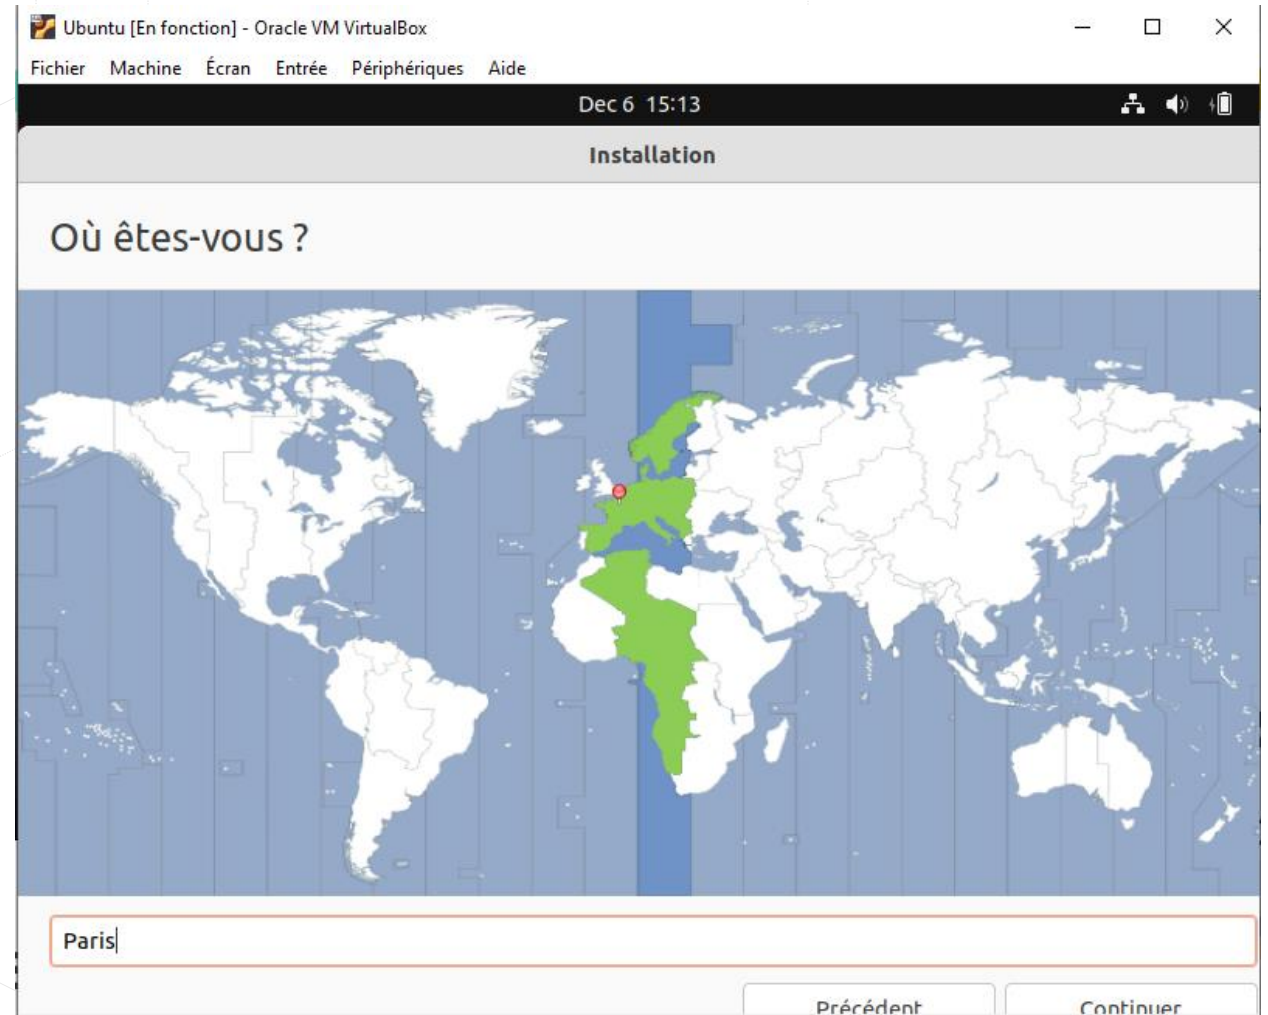 Ubuntu [En fonction] - Oracle VM VirtualBox
Fichier Machine Écran Entrée Périphériques Aide
Dec 6 15:13
Installation
Où êtes-vous ?
Paris
Précédent Continuer